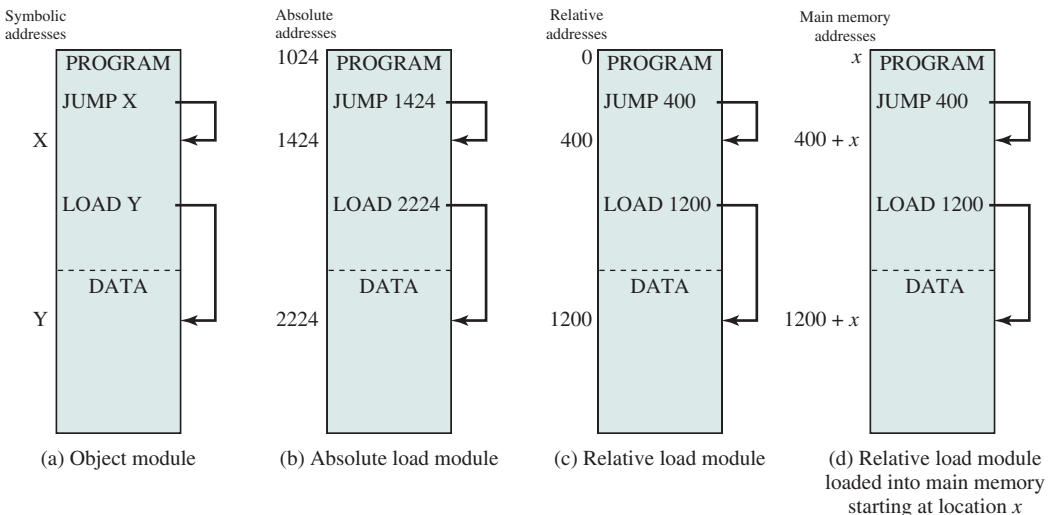 Symbolic
addresses
PROGRAM
JUMP X
X
LOAD Y
DATA
Y
(a) Object module
Absolute
addresses
1024
PROGRAM
JUMP 1424
1424
LOAD 2224
DATA
2224
(b) Absolute load module
Relative
addresses
0
PROGRAM
JUMP 400
400
LOAD 1200
DATA
1200
(c) Relative load module
Main memory
addresses
x
PROGRAM
JUMP 400
400 + x
LOAD 1200
DATA
1200 + x
(d) Relative load module
loaded into main memory
starting at location x